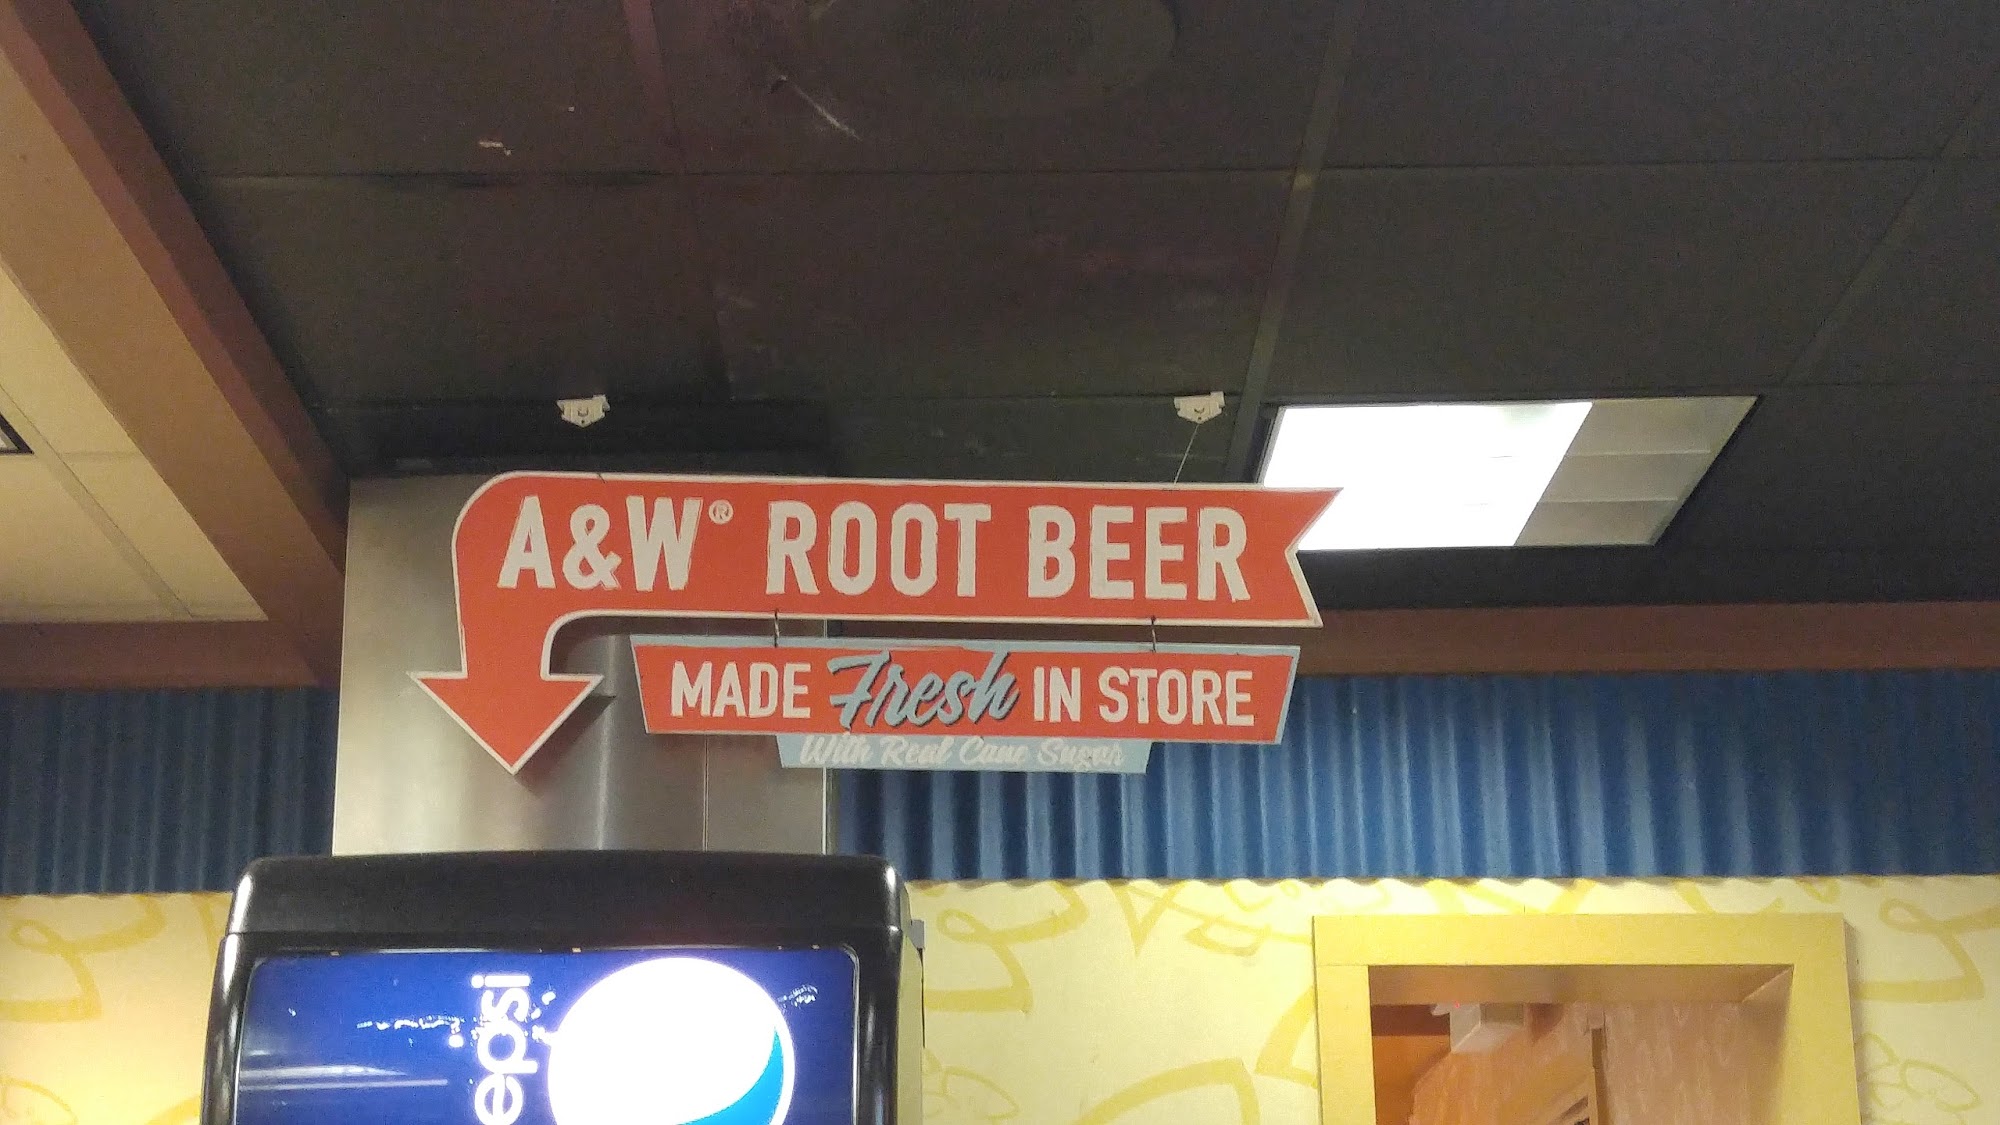 A&W® ROOT BEER
MADE Fresh IN STORE
With Real Cane Sugar
epsi